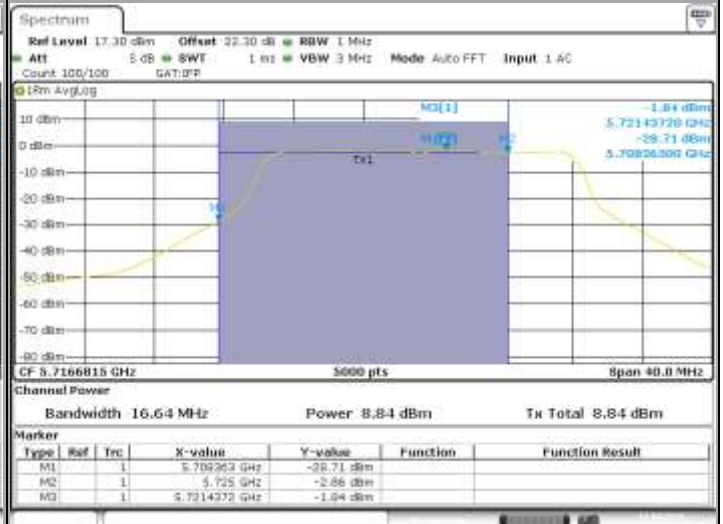 Spectrum
Ref Level 17.30 dBm Offset 22.30 dB RBW 1 MHz
Att 5 dB SWT 1 ms VBW 3 MHz Mode Auto FFT Input 1 AC
Count 100/100 GAT:IFP
1Rm AvgLog
M3[1] -1.84 dBm
10 dBm 5.72143720 GHz
0 dBm M2 -28.71 dBm
5.70836300 GHz
Tx1
-10 dBm
-20 dBm
-30 dBm
-40 dBm
-50 dBm
-60 dBm
-70 dBm
-80 dBm
CF 5.7166815 GHz 5000 pts Span 40.0 MHz
Channel Power
Bandwidth 16.64 MHz Power 8.84 dBm Tx Total 8.84 dBm
Marker
Type Ref Trc X-value Y-value Function Function Result
M1 1 5.708363 GHz -28.71 dBm
M2 1 5.725 GHz -2.86 dBm
M3 1 5.7214372 GHz -1.84 dBm